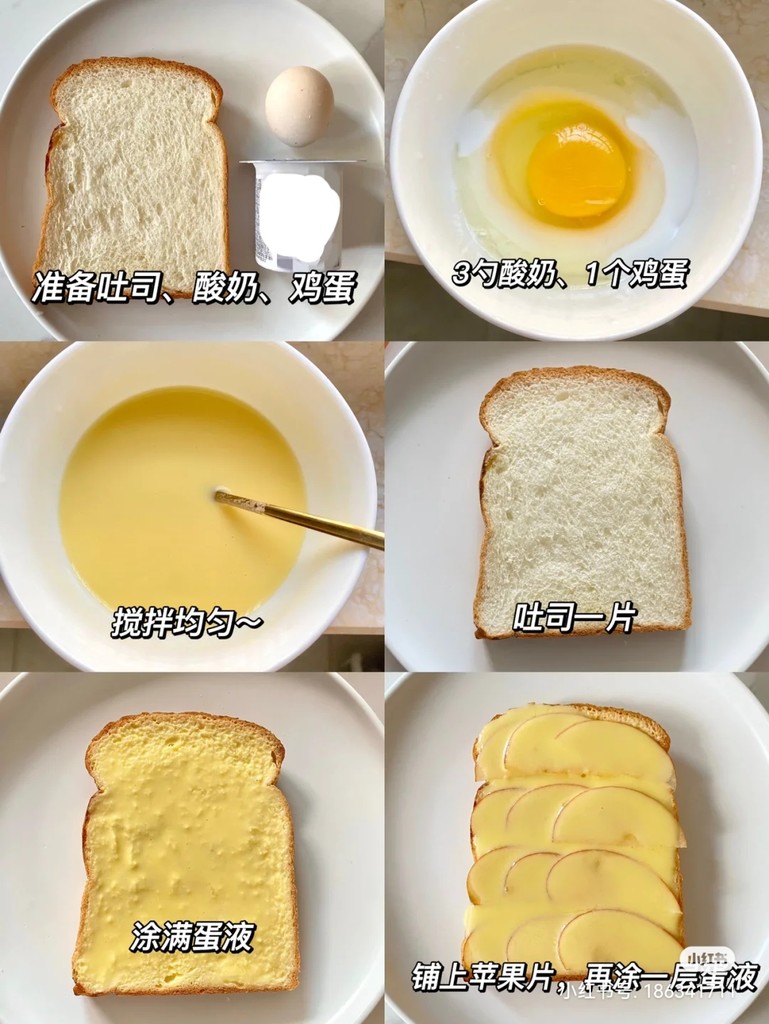 准备吐司、酸奶、鸡蛋
3勺酸奶、1个鸡蛋
搅拌均匀~
吐司一片
涂满蛋液
铺上苹果片，再涂一层蛋液
小红书
小红书号: